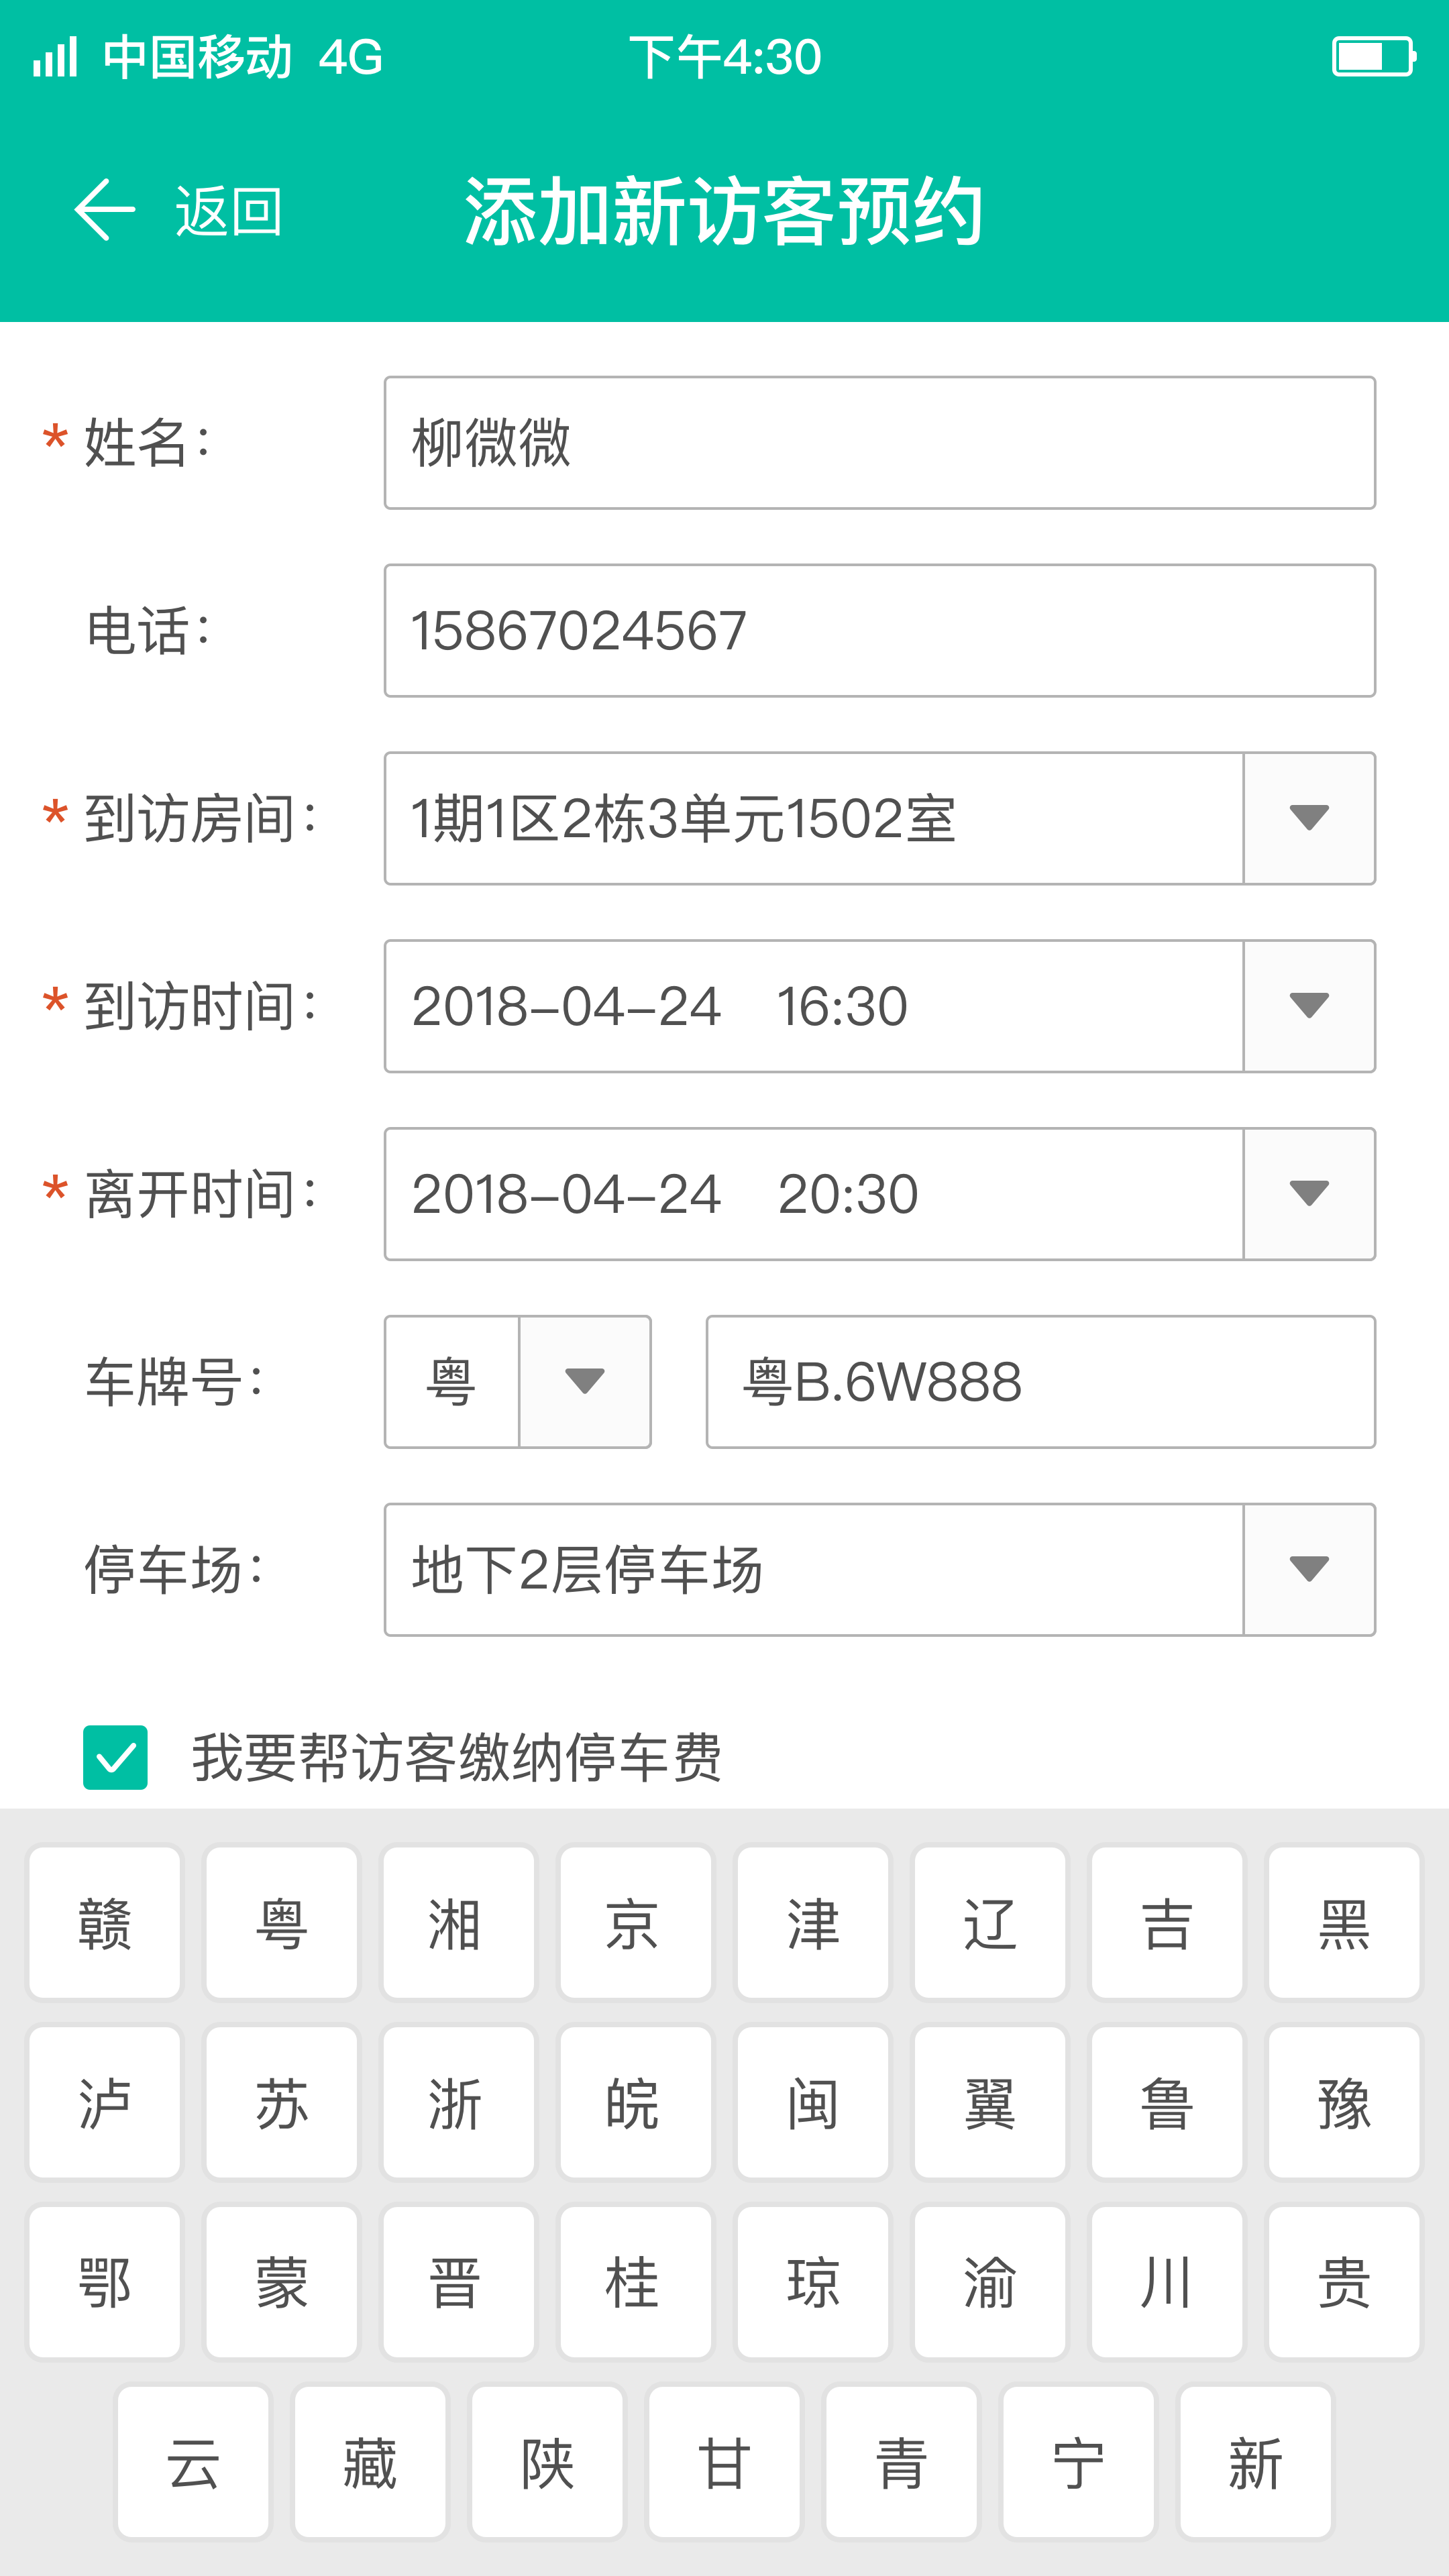 中国移动 4G 下午4:30
返回 添加新访客预约
* 姓名: 柳微微
电话: 15867024567
* 到访房间: 1期1区2栋3单元1502室
* 到访时间: 2018-04-24 16:30
* 离开时间: 2018-04-24 20:30
车牌号: 粤 粤B.6W888
停车场: 地下2层停车场
我要帮访客缴纳停车费
赣 粤 湘 京 津 辽 吉 黑
泸 苏 浙 皖 闽 翼 鲁 豫
鄂 蒙 晋 桂 琼 渝 川 贵
云 藏 陕 甘 青 宁 新